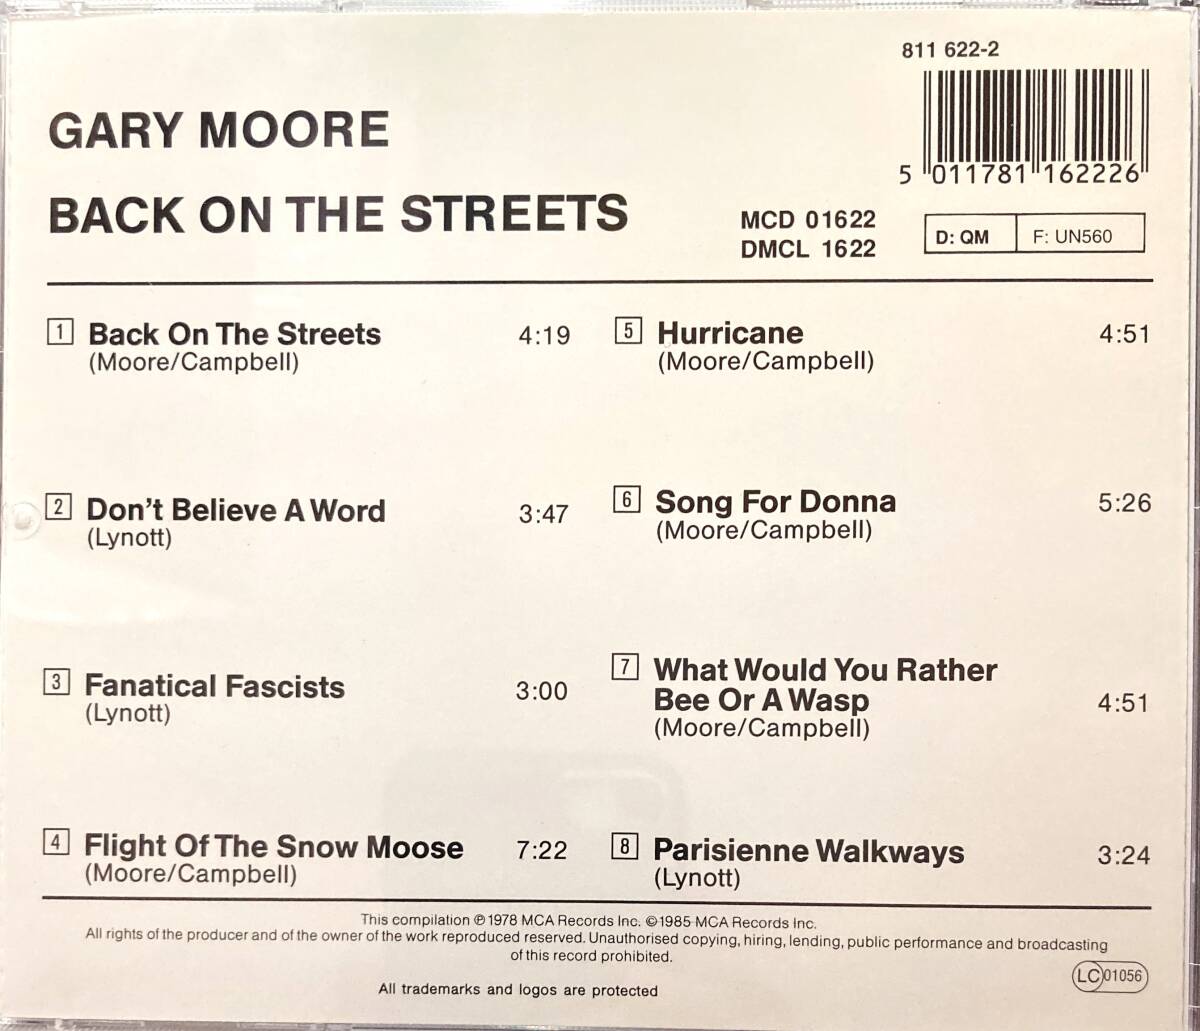 811 622-2
GARY MOORE
BACK ON THE STREETS
5 011781 162226
MCD 01622
DMCL 1622
D: QM F: UN560
1 Back On The Streets 4:19
(Moore/Campbell)
2 Don't Believe A Word 3:47
(Lynott)
3 Fanatical Fascists 3:00
(Lynott)
4 Flight Of The Snow Moose 7:22
(Moore/Campbell)
5 Hurricane 4:51
(Moore/Campbell)
6 Song For Donna 5:26
(Moore/Campbell)
7 What Would You Rather
Bee Or A Wasp 4:51
(Moore/Campbell)
8 Parisienne Walkways 3:24
(Lynott)
This compilation ℗1978 MCA Records Inc. ©1985 MCA Records Inc.
All rights of the producer and of the owner of the work reproduced reserved. Unauthorised copying, hiring, lending, public performance and broadcasting
of this record prohibited.
LC 01056
All trademarks and logos are protected